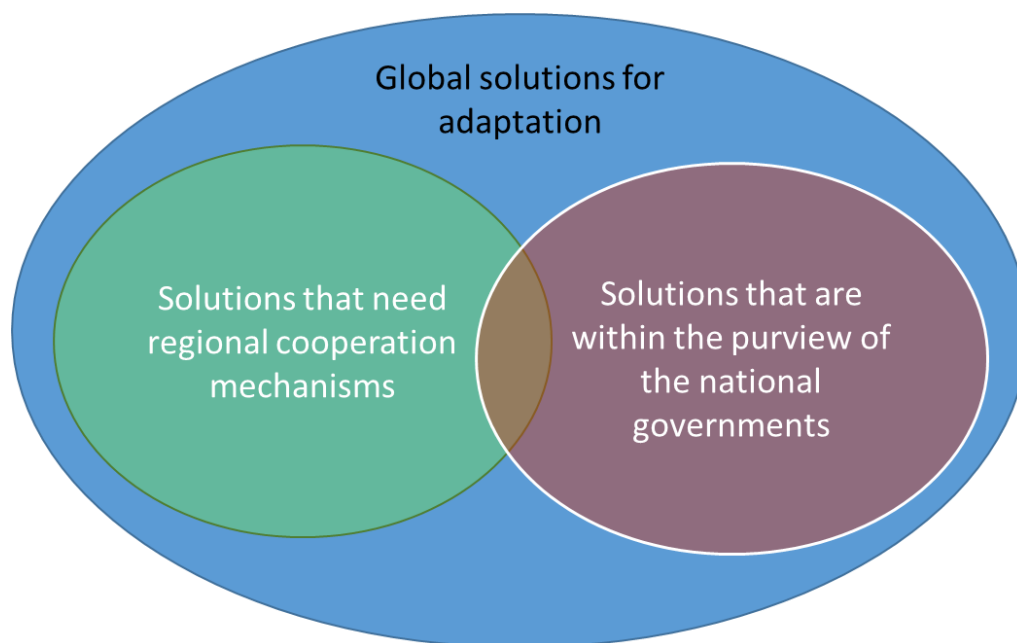 Global solutions for
adaptation
Solutions that need
regional cooperation
mechanisms
Solutions that are
within the purview of
the national
governments